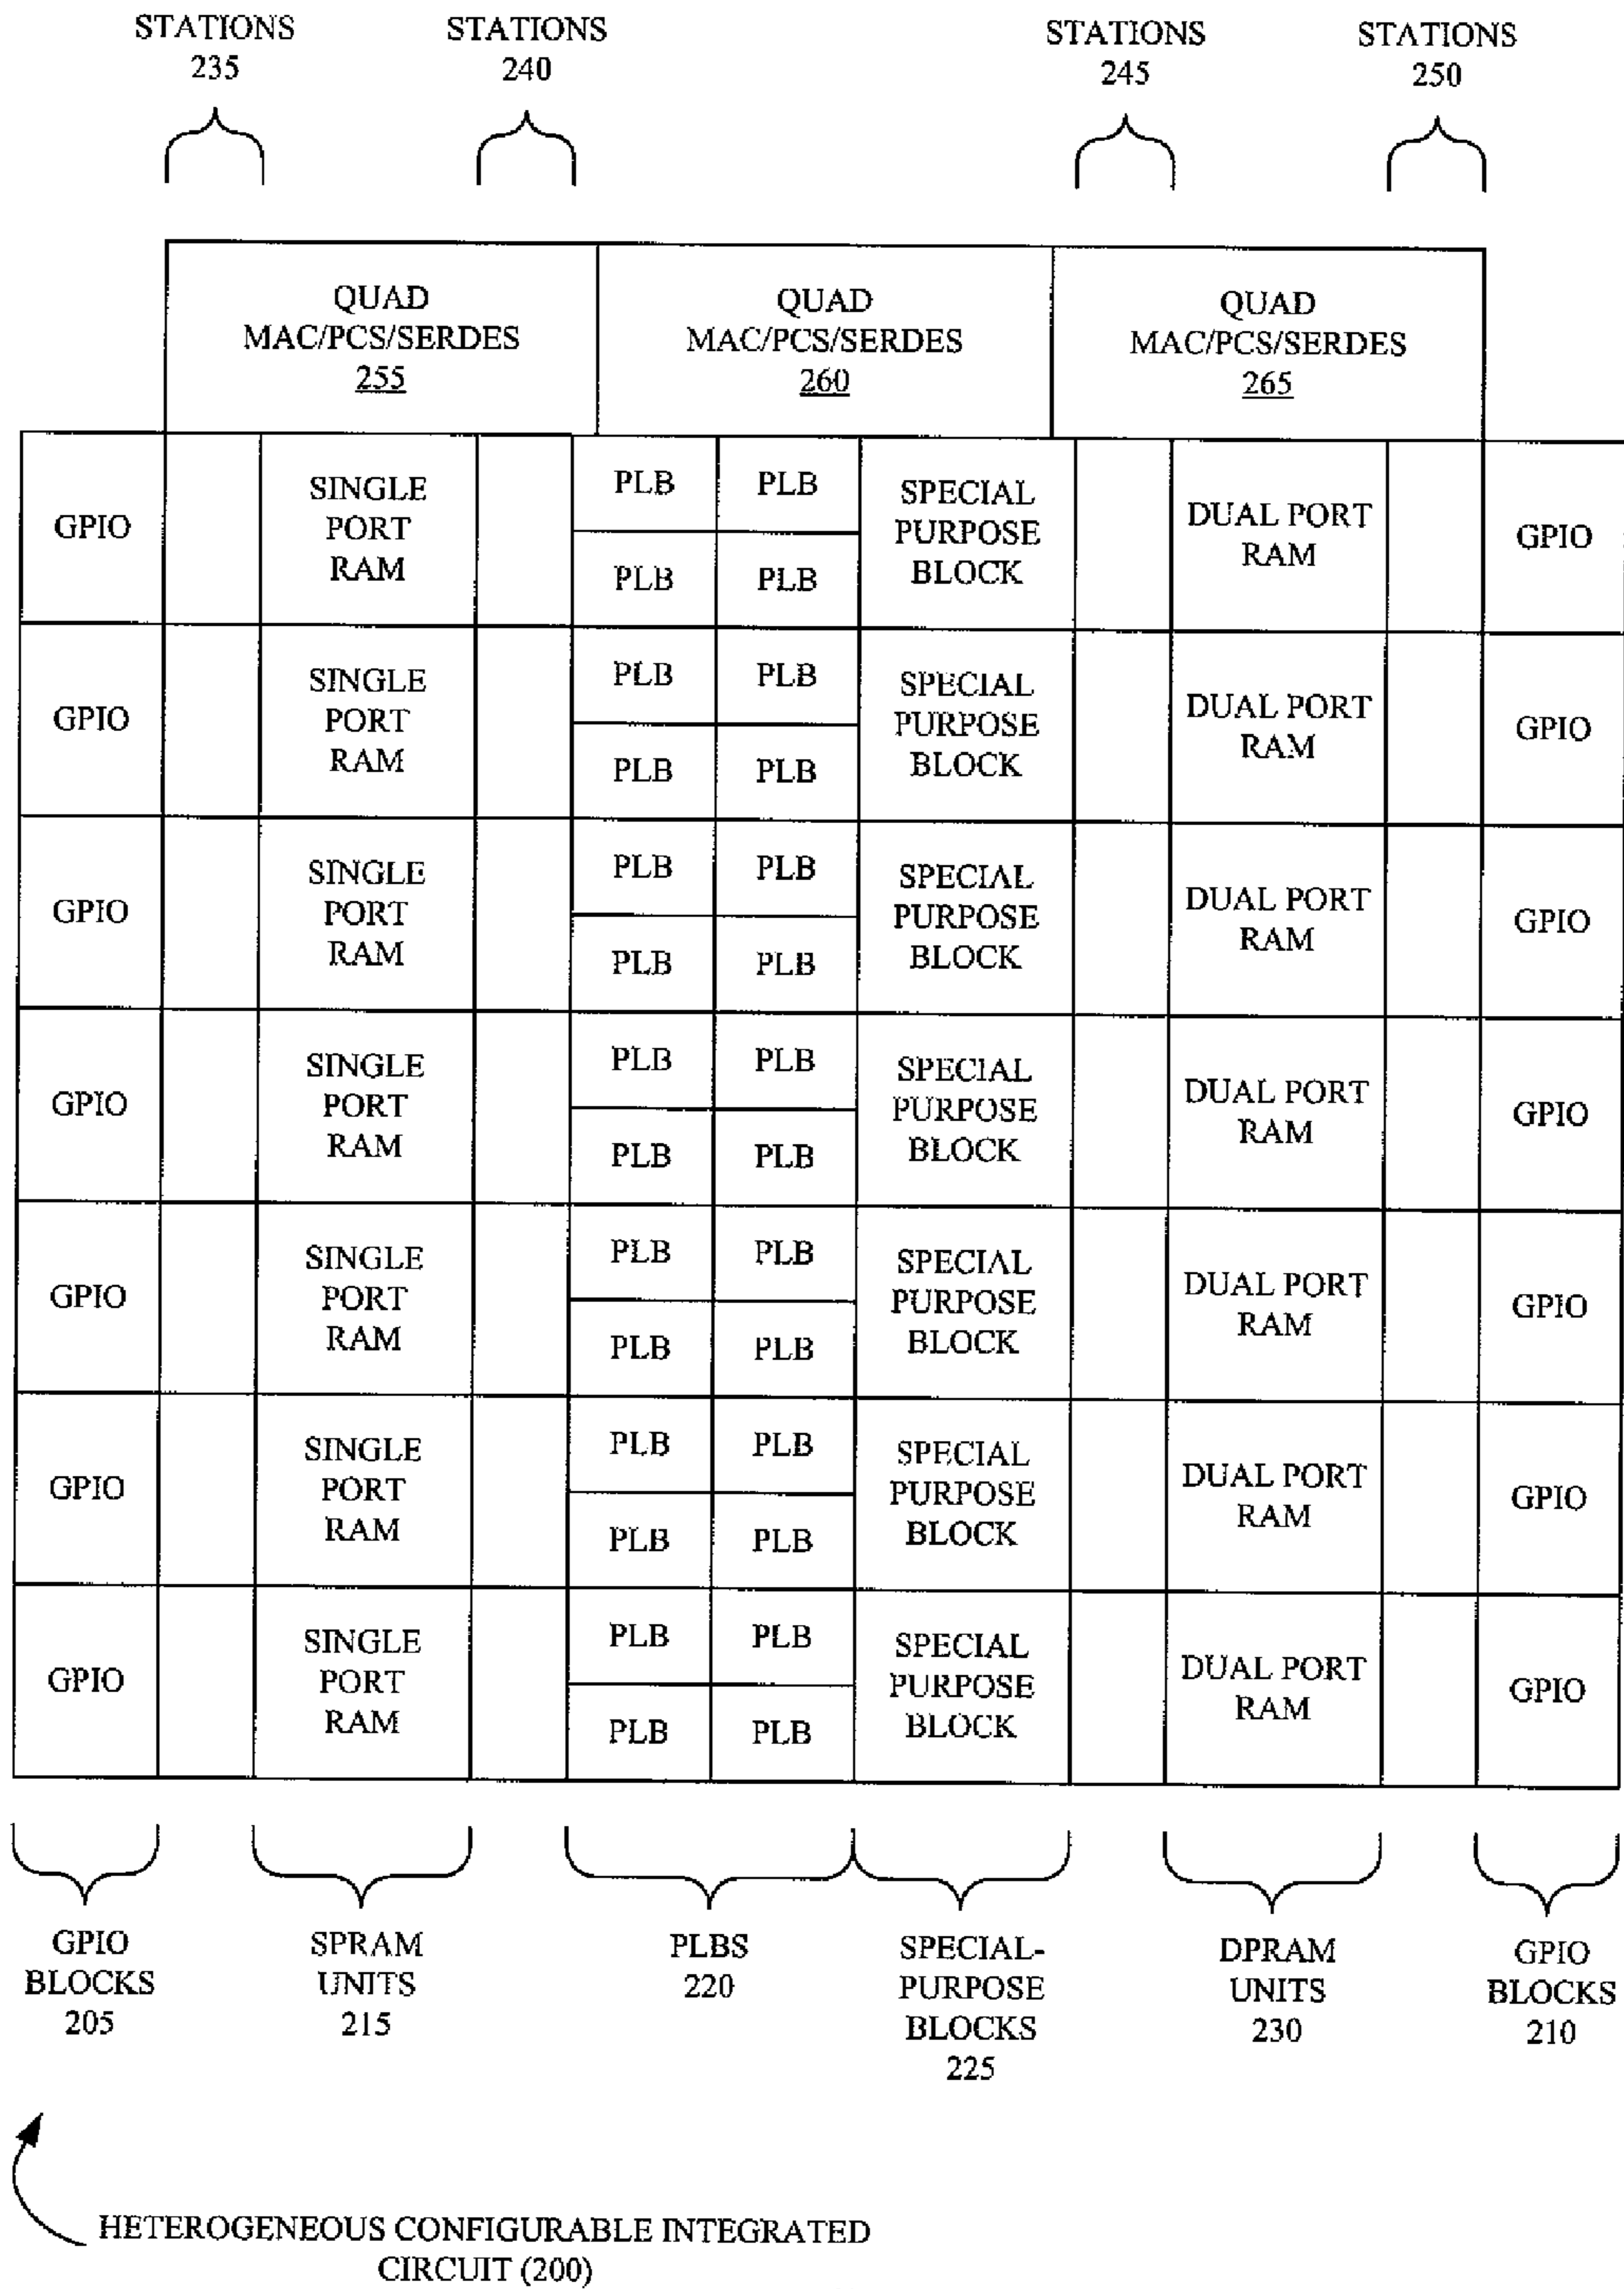 STATIONS
235
STATIONS
240
STATIONS
245
STATIONS
250
QUAD
MAC/PCS/SERDES
255
QUAD
MAC/PCS/SERDES
260
QUAD
MAC/PCS/SERDES
265
GPIO
SINGLE
PORT
RAM
PLB
PLB
PLB
PLB
SPECIAL
PURPOSE
BLOCK
DUAL PORT
RAM
GPIO
GPIO
SINGLE
PORT
RAM
PLB
PLB
PLB
PLB
SPECIAL
PURPOSE
BLOCK
DUAL PORT
RAM
GPIO
GPIO
SINGLE
PORT
RAM
PLB
PLB
PLB
PLB
SPECIAL
PURPOSE
BLOCK
DUAL PORT
RAM
GPIO
GPIO
SINGLE
PORT
RAM
PLB
PLB
PLB
PLB
SPECIAL
PURPOSE
BLOCK
DUAL PORT
RAM
GPIO
GPIO
SINGLE
PORT
RAM
PLB
PLB
PLB
PLB
SPECIAL
PURPOSE
BLOCK
DUAL PORT
RAM
GPIO
GPIO
SINGLE
PORT
RAM
PLB
PLB
PLB
PLB
SPECIAL
PURPOSE
BLOCK
DUAL PORT
RAM
GPIO
GPIO
SINGLE
PORT
RAM
PLB
PLB
PLB
PLB
SPECIAL
PURPOSE
BLOCK
DUAL PORT
RAM
GPIO
GPIO
BLOCKS
205
SPRAM
UNITS
215
PLBS
220
SPECIAL-
PURPOSE
BLOCKS
225
DPRAM
UNITS
230
GPIO
BLOCKS
210
HETEROGENEOUS CONFIGURABLE INTEGRATED
CIRCUIT (200)